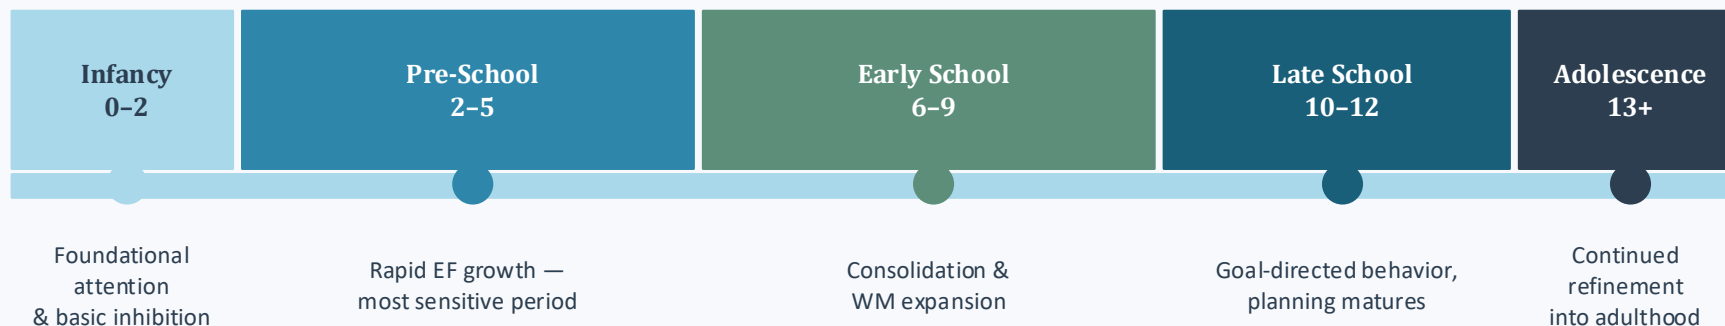 Infancy
0–2
Pre-School
2–5
Early School
6–9
Late School
10–12
Adolescence
13+
Foundational
attention
& basic inhibition
Rapid EF growth —
most sensitive period
Consolidation &
WM expansion
Goal-directed behavior,
planning matures
Continued
refinement
into adulthood